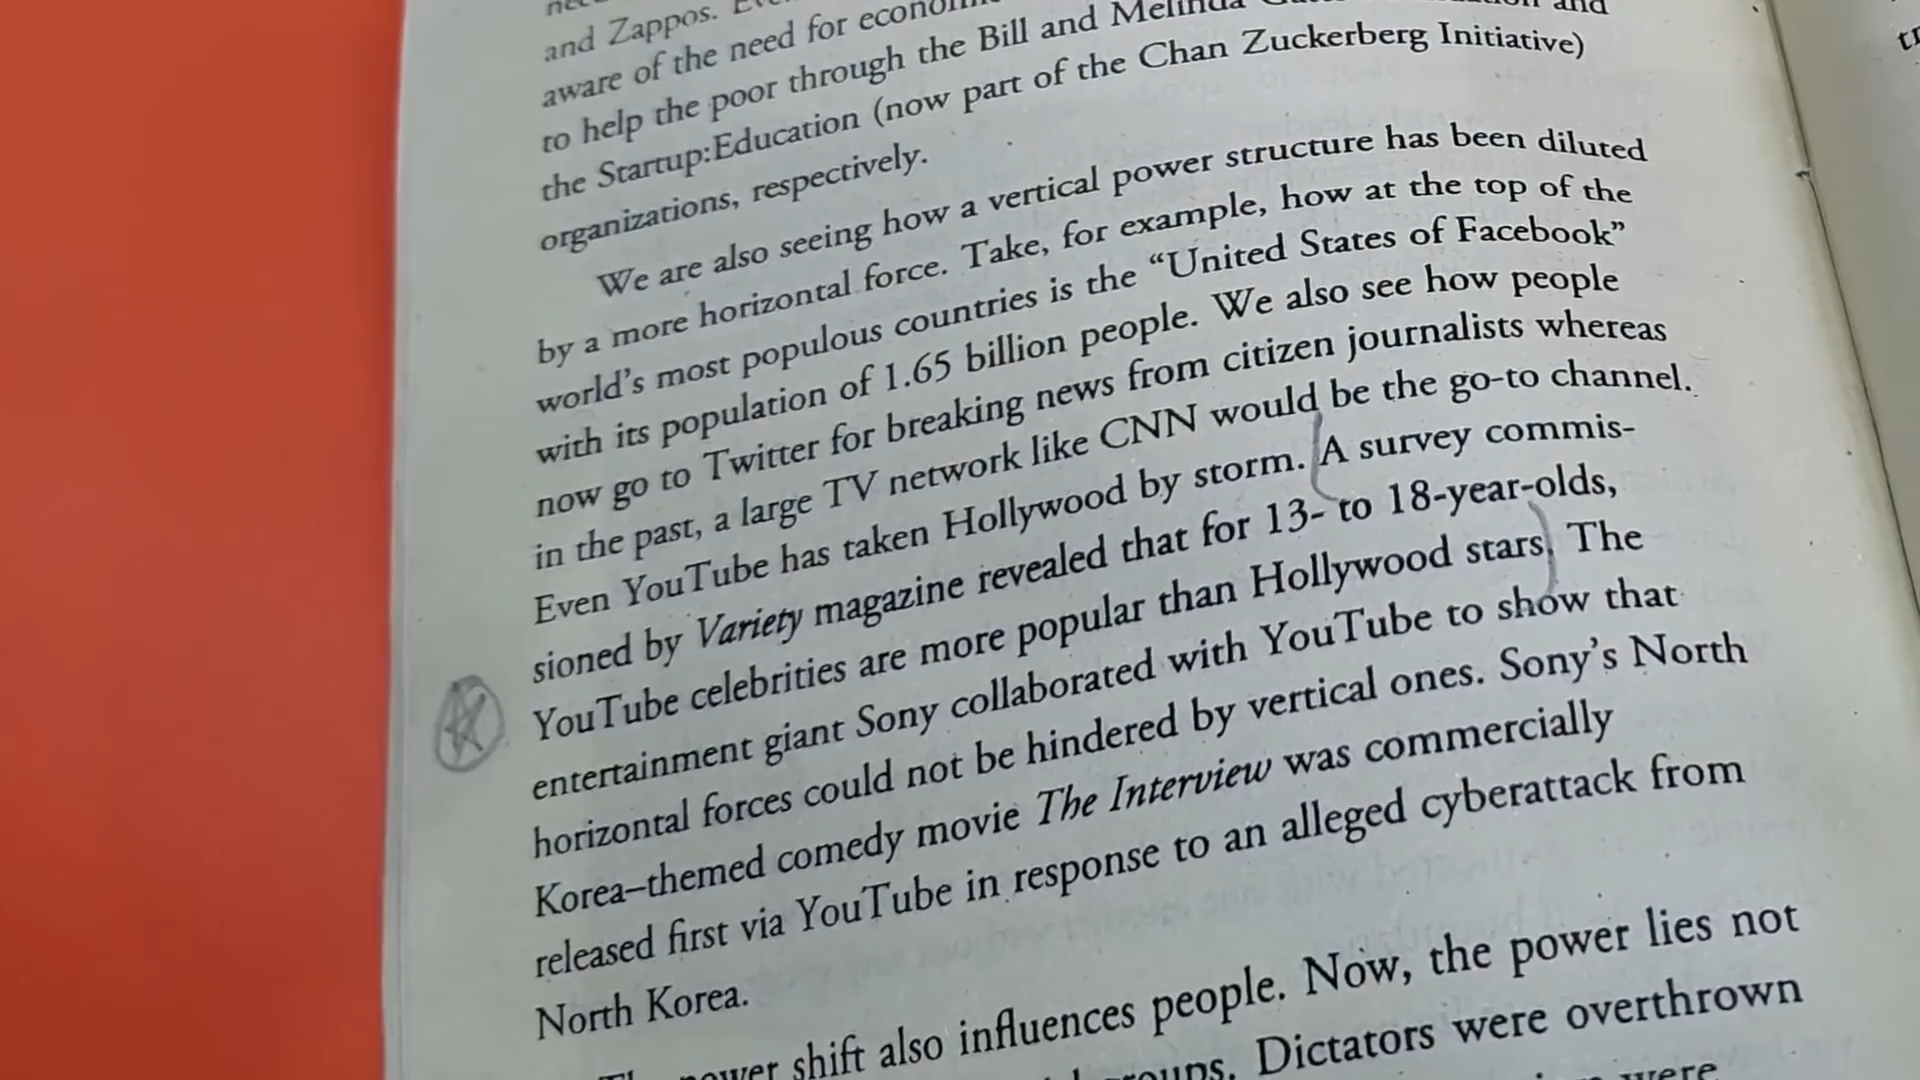 and Zappos.
aware of the need for
to help the poor through the Bill and Melinda
the Startup:Education (now part of the Chan Zuckerberg Initiative)
organizations, respectively.
We are also seeing how a vertical power structure has been diluted
by a more horizontal force. Take, for example, how at the top of the
world's most populous countries is the “United States of Facebook”
with its population of 1.65 billion people. We also see how people
now go to Twitter for breaking news from citizen journalists whereas
in the past, a large TV network like CNN would be the go-to channel.
Even YouTube has taken Hollywood by storm. A survey commis-
sioned by Variety magazine revealed that for 13- to 18-year-olds,
YouTube celebrities are more popular than Hollywood stars. The
entertainment giant Sony collaborated with YouTube to show that
horizontal forces could not be hindered by vertical ones. Sony's North
Korea–themed comedy movie The Interview was commercially
released first via YouTube in response to an alleged cyberattack from
North Korea.
shift also influences people. Now, the power lies not
Dictators were overthrown
were